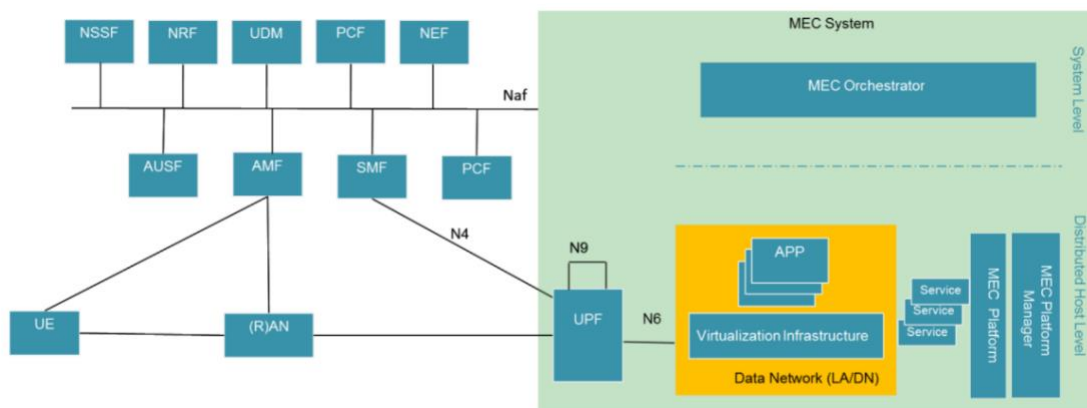 NSSF
NRF
UDM
PCF
NEF
MEC System
System Level
MEC Orchestrator
Naf
AUSF
AMF
SMF
PCF
N4
N9
APP
Distributed Host Level
MEC Platform
MEC Platform
Manager
Service
Service
Service
UE
(R)AN
UPF
N6
Virtualization Infrastructure
Data Network (LA/DN)